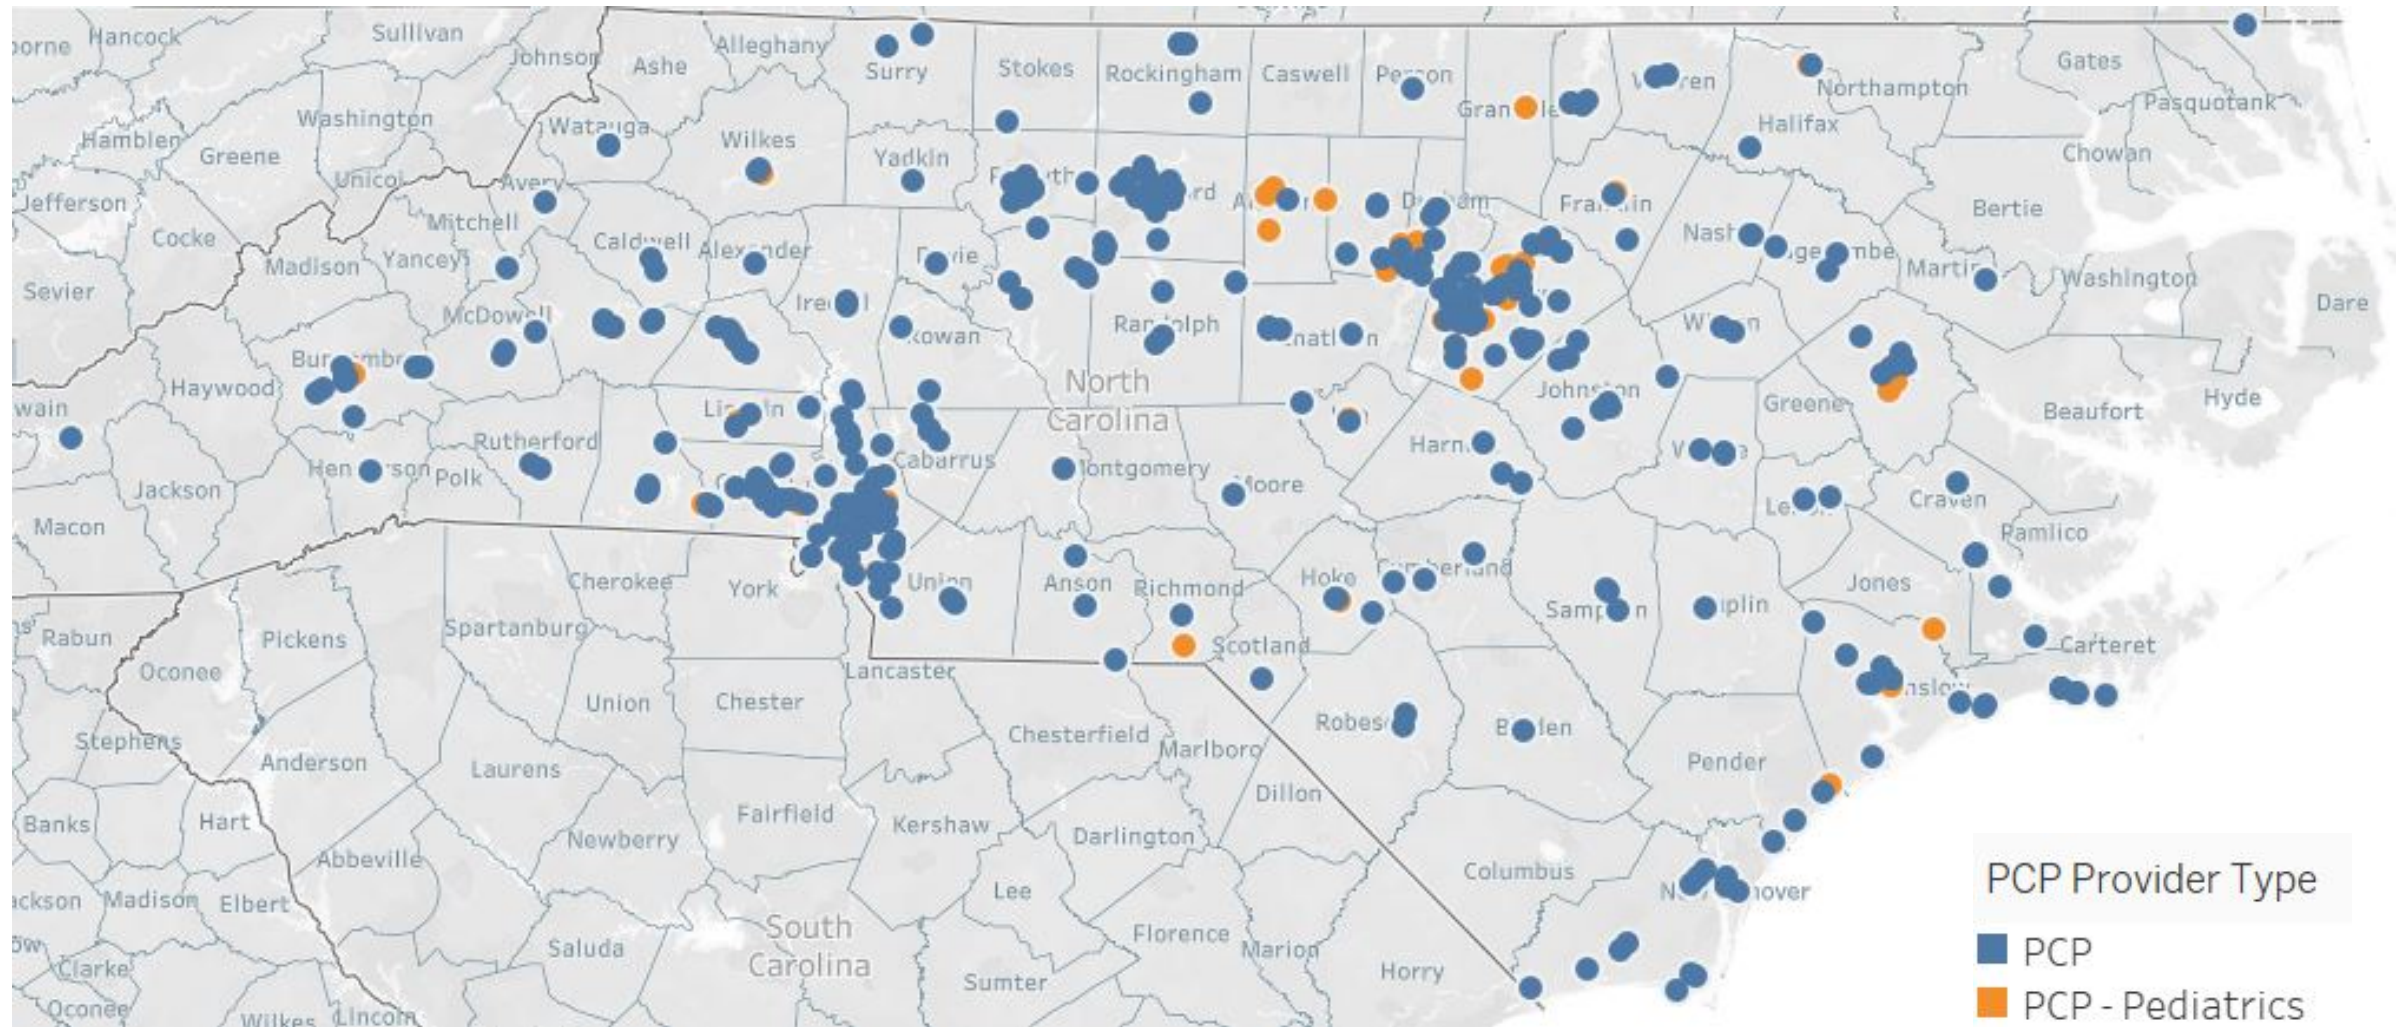 Hancock
Sullivan
Johnson
Ashe
Alleghany
Surry
Stokes
Rockingham
Caswell
Gates
Pasquotank
Northampton
Washington
Watauga
Wilkes
Yadkin
Halifax
Chowan
Hamblen
Greene
Unicoi
Avery
Jefferson
Mitchell
Bertie
Cocke
Caldwell
Alexander
Madison
Yancey
Sevier
Washington
Dare
McDowell
Haywood
North
Carolina
Johnston
Greene
Beaufort
Hyde
Rutherford
Polk
Cabarrus
Montgomery
Moore
Jackson
Craven
Macon
Pamlico
Cherokee
York
Union
Anson
Richmond
Hoke
Cumberland
Jones
Rabun
Pickens
Spartanburg
Oconee
Scotland
Carteret
Lancaster
Union
Chester
Stephens
Anderson
Laurens
Chesterfield
Marlboro
Pender
Dillon
Banks
Hart
Fairfield
Kershaw
Darlington
Newberry
Abbeville
Columbus
Lee
Madison
Elbert
PCP Provider Type
South
Carolina
Saluda
Florence
Marion
PCP
Clarke
Sumter
Horry
PCP - Pediatrics
Oconee
Wilkes
Lincoln